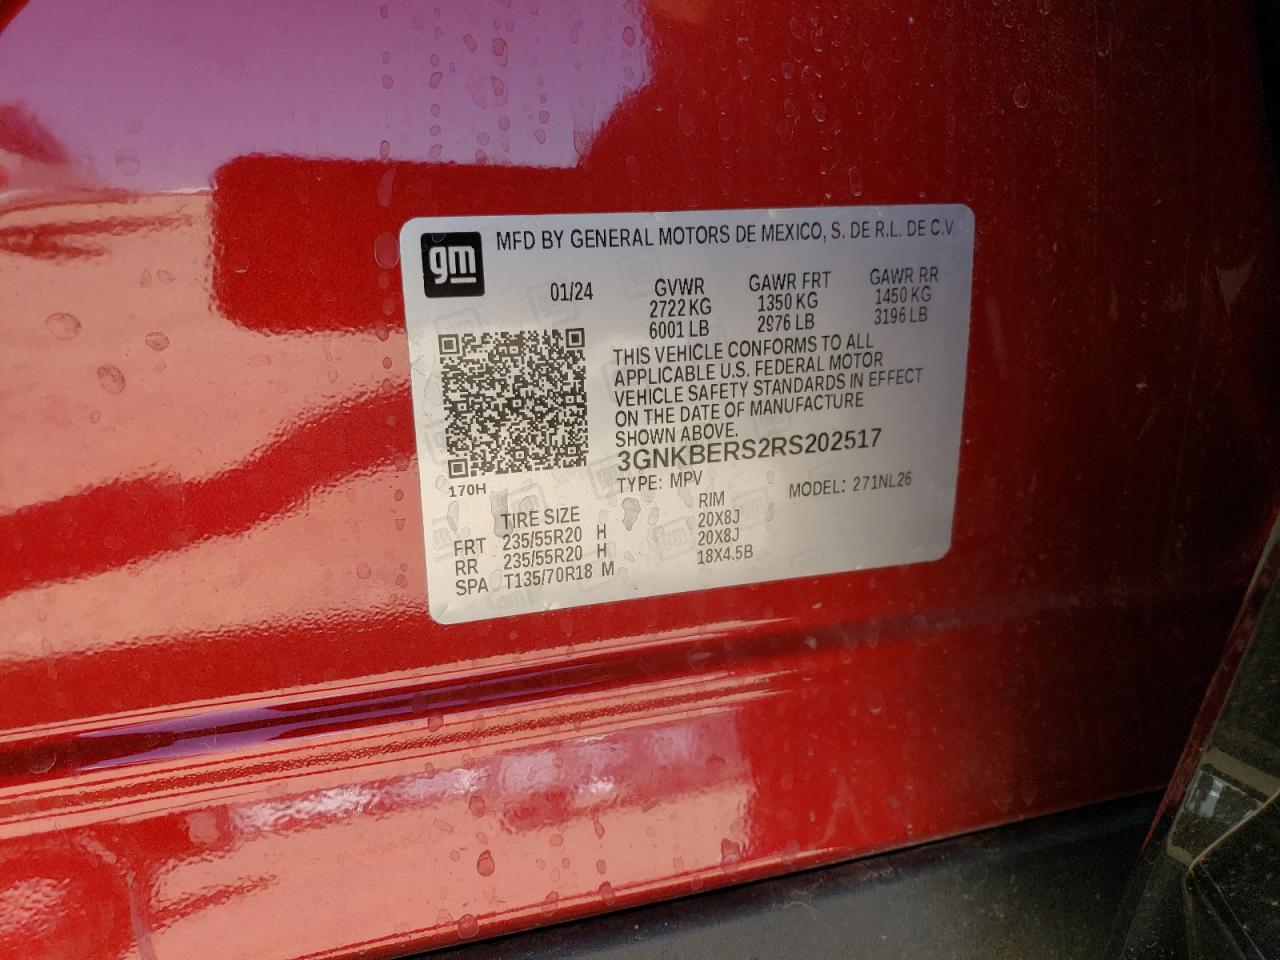 gm
MFD BY GENERAL MOTORS DE MEXICO, S. DE R.L. DE C.V.
01/24 GVWR GAWR FRT GAWR RR
2722 KG 1350 KG 1450 KG
6001 LB 2976 LB 3196 LB
THIS VEHICLE CONFORMS TO ALL
APPLICABLE U.S. FEDERAL MOTOR
VEHICLE SAFETY STANDARDS IN EFFECT
ON THE DATE OF MANUFACTURE
SHOWN ABOVE.
3GNKBERS2RS202517
170H
TYPE: MPV MODEL: 271NL26
TIRE SIZE RIM
FRT 235/55R20 H 20X8J
RR 235/55R20 H 20X8J
SPA T135/70R18 M 18X4.5B